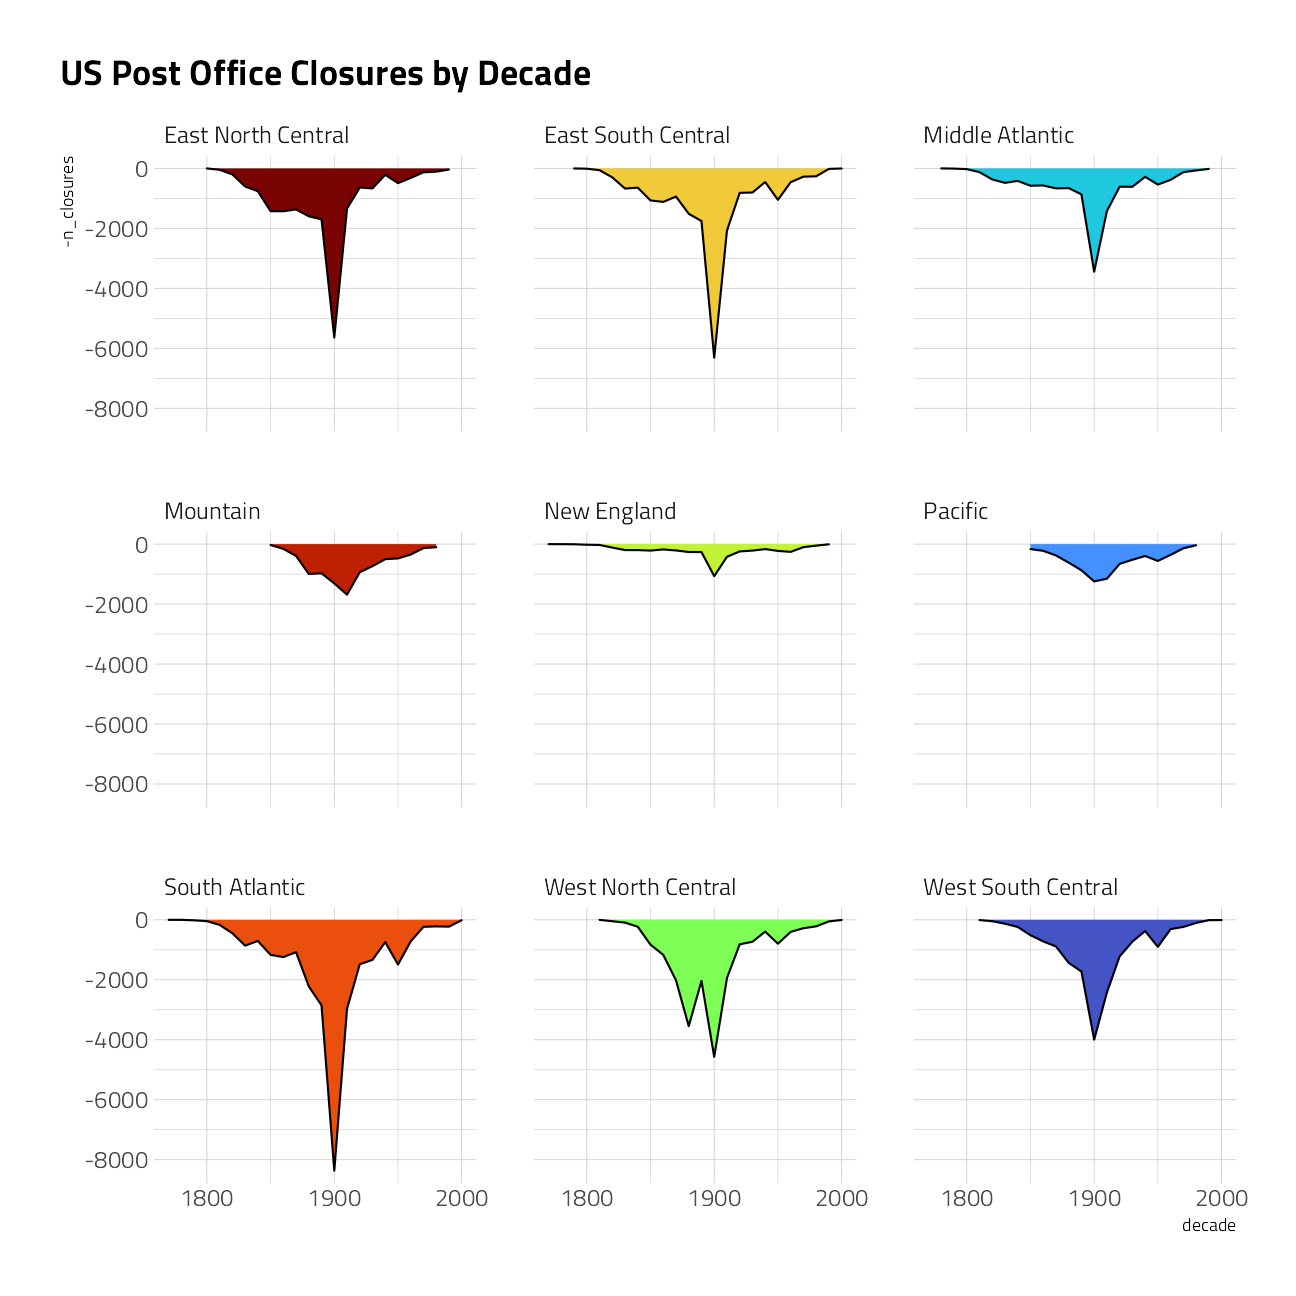 US Post Office Closures by Decade
East North Central
East South Central
Middle Atlantic
-n_closures
0
-2000
-4000
-6000
-8000
Mountain
New England
Pacific
0
-2000
-4000
-6000
-8000
South Atlantic
West North Central
West South Central
0
-2000
-4000
-6000
-8000
1800 1900 2000 1800 1900 2000 1800 1900 2000
decade